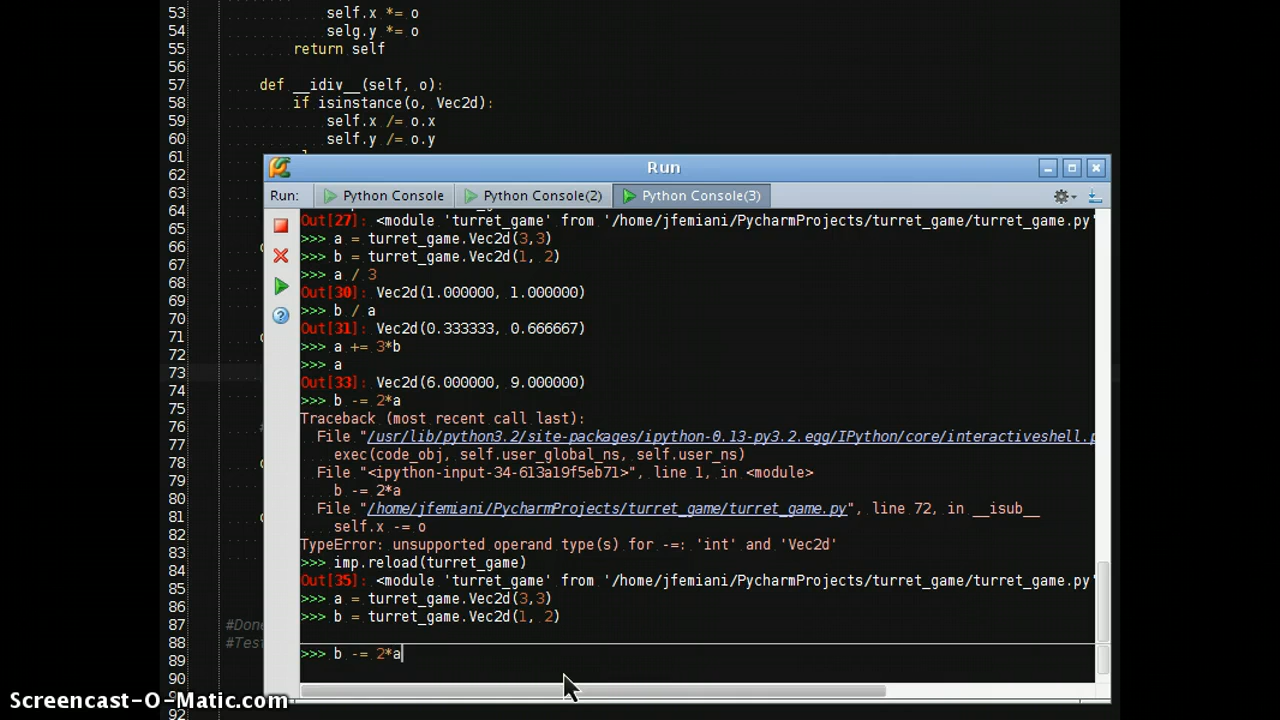 53 self.x *= o
54 selg.y *= o
55 return self
56
57 def __idiv__(self, o):
58 if isinstance(o, Vec2d):
59 self.x /= o.x
60 self.y /= o.y
61
62
63
64
65
66
67
68
69
70
71
72
73
74
75
76
77
78
79
80
81
82
83
84
85
86
87 #Done
88 #Test
89
90
92
Run
Run: Python Console Python Console(2) Python Console(3)
Out[27]: <module 'turret_game' from '/home/jfemiani/PycharmProjects/turret_game/turret_game.py'
>>> a = turret_game.Vec2d(3,3)
>>> b = turret_game.Vec2d(1, 2)
>>> a / 3
Out[30]: Vec2d(1.000000, 1.000000)
>>> b / a
Out[31]: Vec2d(0.333333, 0.666667)
>>> a += 3*b
>>> a
Out[33]: Vec2d(6.000000, 9.000000)
>>> b -= 2*a
Traceback (most recent call last):
File "/usr/lib/python3.2/site-packages/ipython-0.13-py3.2.egg/IPython/core/interactiveshell.p
exec(code_obj, self.user_global_ns, self.user_ns)
File "<ipython-input-34-613a19f5eb71>", line 1, in <module>
b -= 2*a
File "/home/jfemiani/PycharmProjects/turret_game/turret_game.py", line 72, in __isub__
self.x -= o
TypeError: unsupported operand type(s) for -=: 'int' and 'Vec2d'
>>> imp.reload(turret_game)
Out[35]: <module 'turret_game' from '/home/jfemiani/PycharmProjects/turret_game/turret_game.py'
>>> a = turret_game.Vec2d(3,3)
>>> b = turret_game.Vec2d(1, 2)
>>> b -= 2*a
Screencast-O-Matic.com